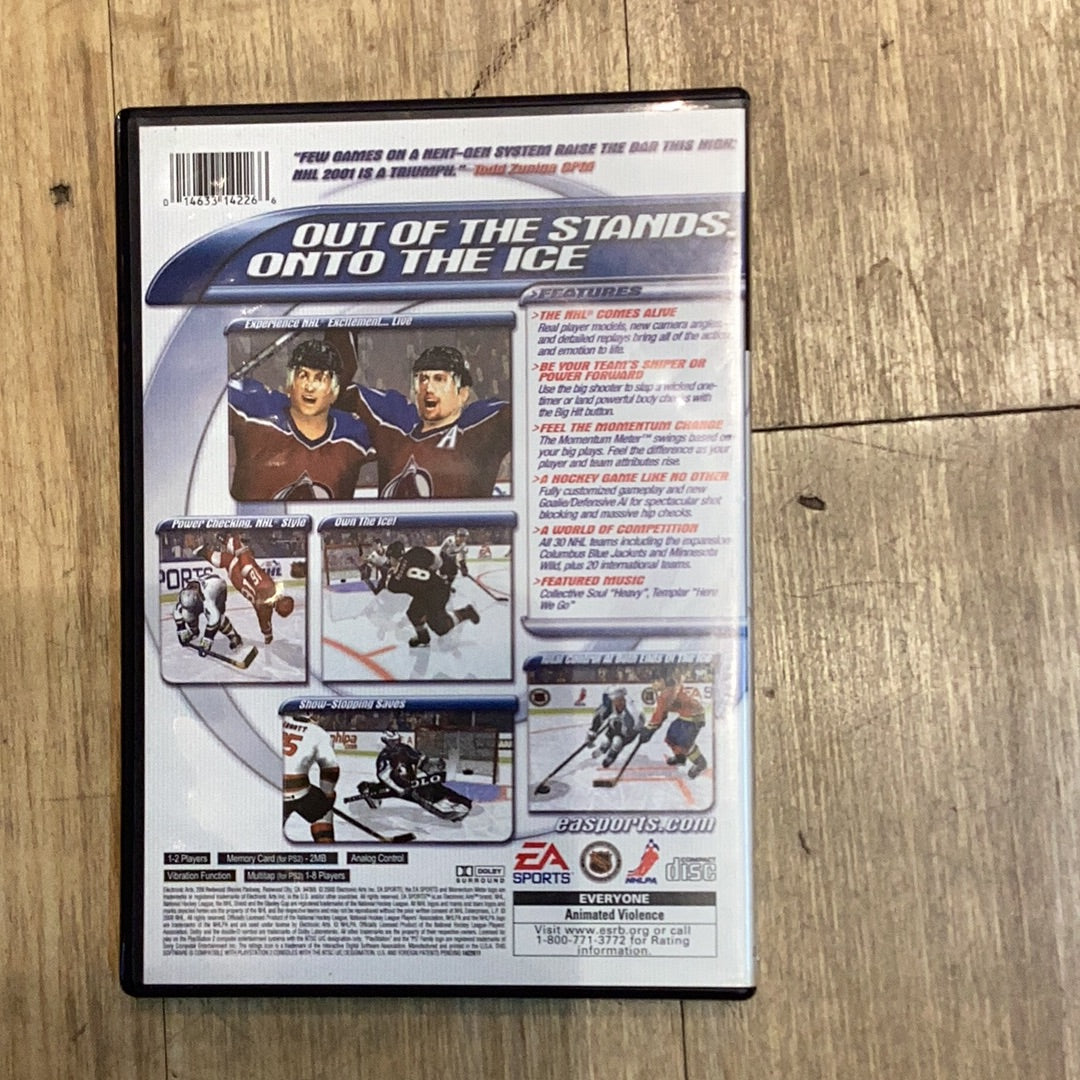 "FEW GAMES ON A NEXT-GEN SYSTEM RAISE THE BAR THIS HIGH.
NHL 2001 IS A TRIUMPH." Todd Zuniga OPM
0 14633 14226 6
OUT OF THE STANDS.
ONTO THE ICE
>FEATURES
Experience NHL® Excitement... Live
>THE NHL® COMES ALIVE
Real player models, new camera angles
and detailed replays bring all of the action
and emotion to life.
>BE YOUR TEAM'S SNIPER OR
POWER FORWARD
Use the big shooter to slap a wicked one-
timer or land powerful body checks with
the Big Hit button.
>FEEL THE MOMENTUM CHANGE
The Momentum Meter™ swings based on
your big plays. Feel the difference as your
player and team attributes rise.
>A HOCKEY GAME LIKE NO OTHER
Fully customized gameplay and new
Goalie/Defensive AI for spectacular shot
blocking and massive hip checks.
>A WORLD OF COMPETITION
All 30 NHL teams including the expansion
Columbus Blue Jackets and Minnesota
Wild, plus 20 international teams.
>FEATURED MUSIC
Collective Soul "Heavy", Templar "Here
We Go"
Power Checking, NHL® Style
Own The Ice!
Show-Stopping Saves
easports.com
1-2 Players
Memory Card (for PS2) - 2MB
Analog Control
Vibration Function
Multitap (for PS2) 1-8 Players
DOLBY
SURROUND
EA
SPORTS™
NHLPA
COMPACT
disc
EVERYONE
Animated Violence
Visit www.esrb.org or call
1-800-771-3772 for Rating
information.